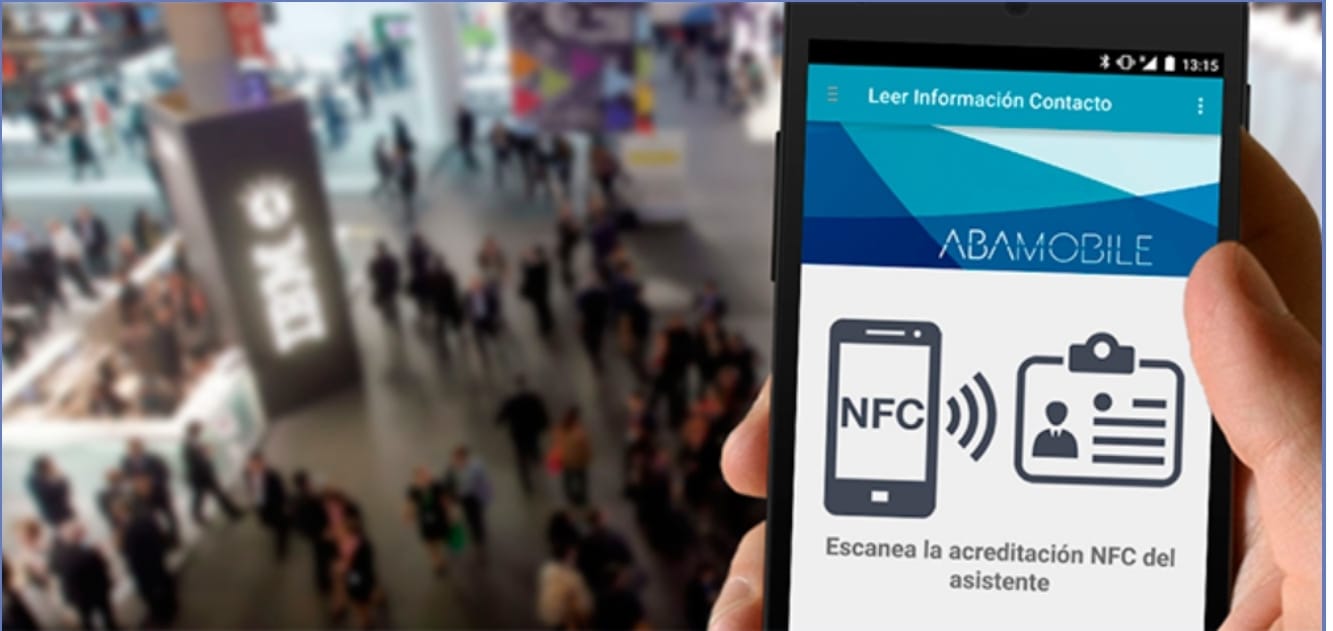 13:15
Leer Información Contacto
ABAMOBILE
NFC
Escanea la acreditación NFC del
asistente